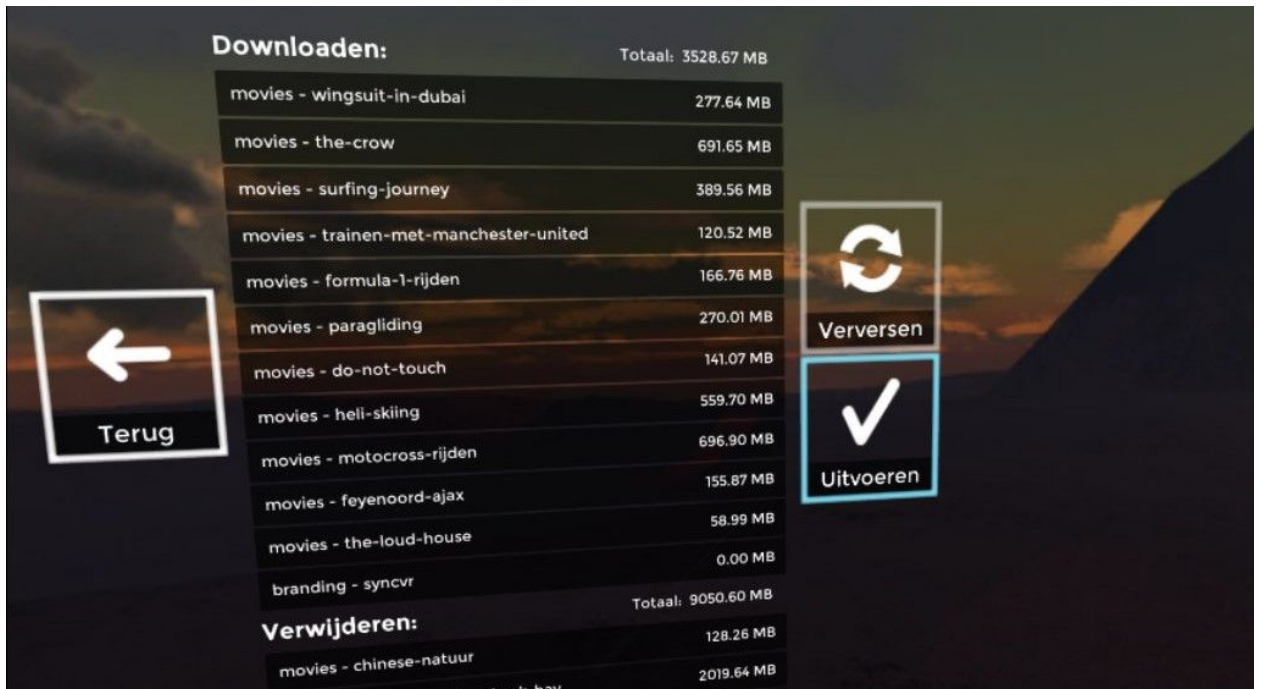 Downloaden: Totaal: 3528.67 MB
movies - wingsuit-in-dubai 277.64 MB
movies - the-crow 691.65 MB
movies - surfing-journey 389.56 MB
movies - trainen-met-manchester-united 120.52 MB
movies - formula-1-rijden 166.76 MB
movies - paragliding 270.01 MB
movies - do-not-touch 141.07 MB
movies - heli-skiing 559.70 MB
movies - motocross-rijden 696.90 MB
movies - feyenoord-ajax 155.87 MB
movies - the-loud-house 58.99 MB
branding - syncvr 0.00 MB
Verwijderen: Totaal: 9050.60 MB
movies - chinese-natuur 128.26 MB
2019.64 MB
Terug
Verversen
Uitvoeren